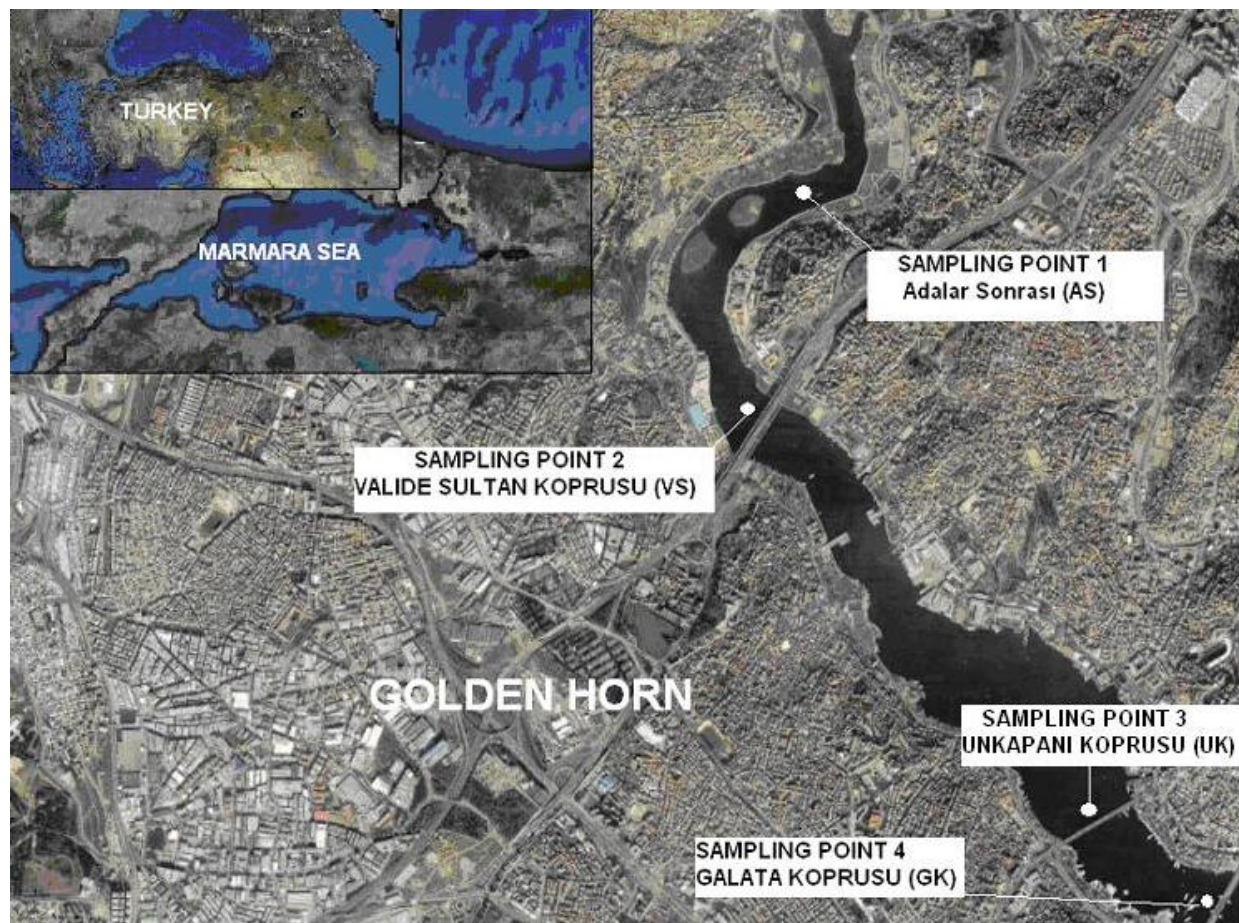 TURKEY
MARMARA SEA
SAMPLING POINT 1
Adalar Sonrası (AS)
SAMPLING POINT 2
VALIDE SULTAN KOPRUSU (VS)
GOLDEN HORN
SAMPLING POINT 3
UNKAPANI KOPRUSU (UK)
SAMPLING POINT 4
GALATA KOPRUSU (GK)